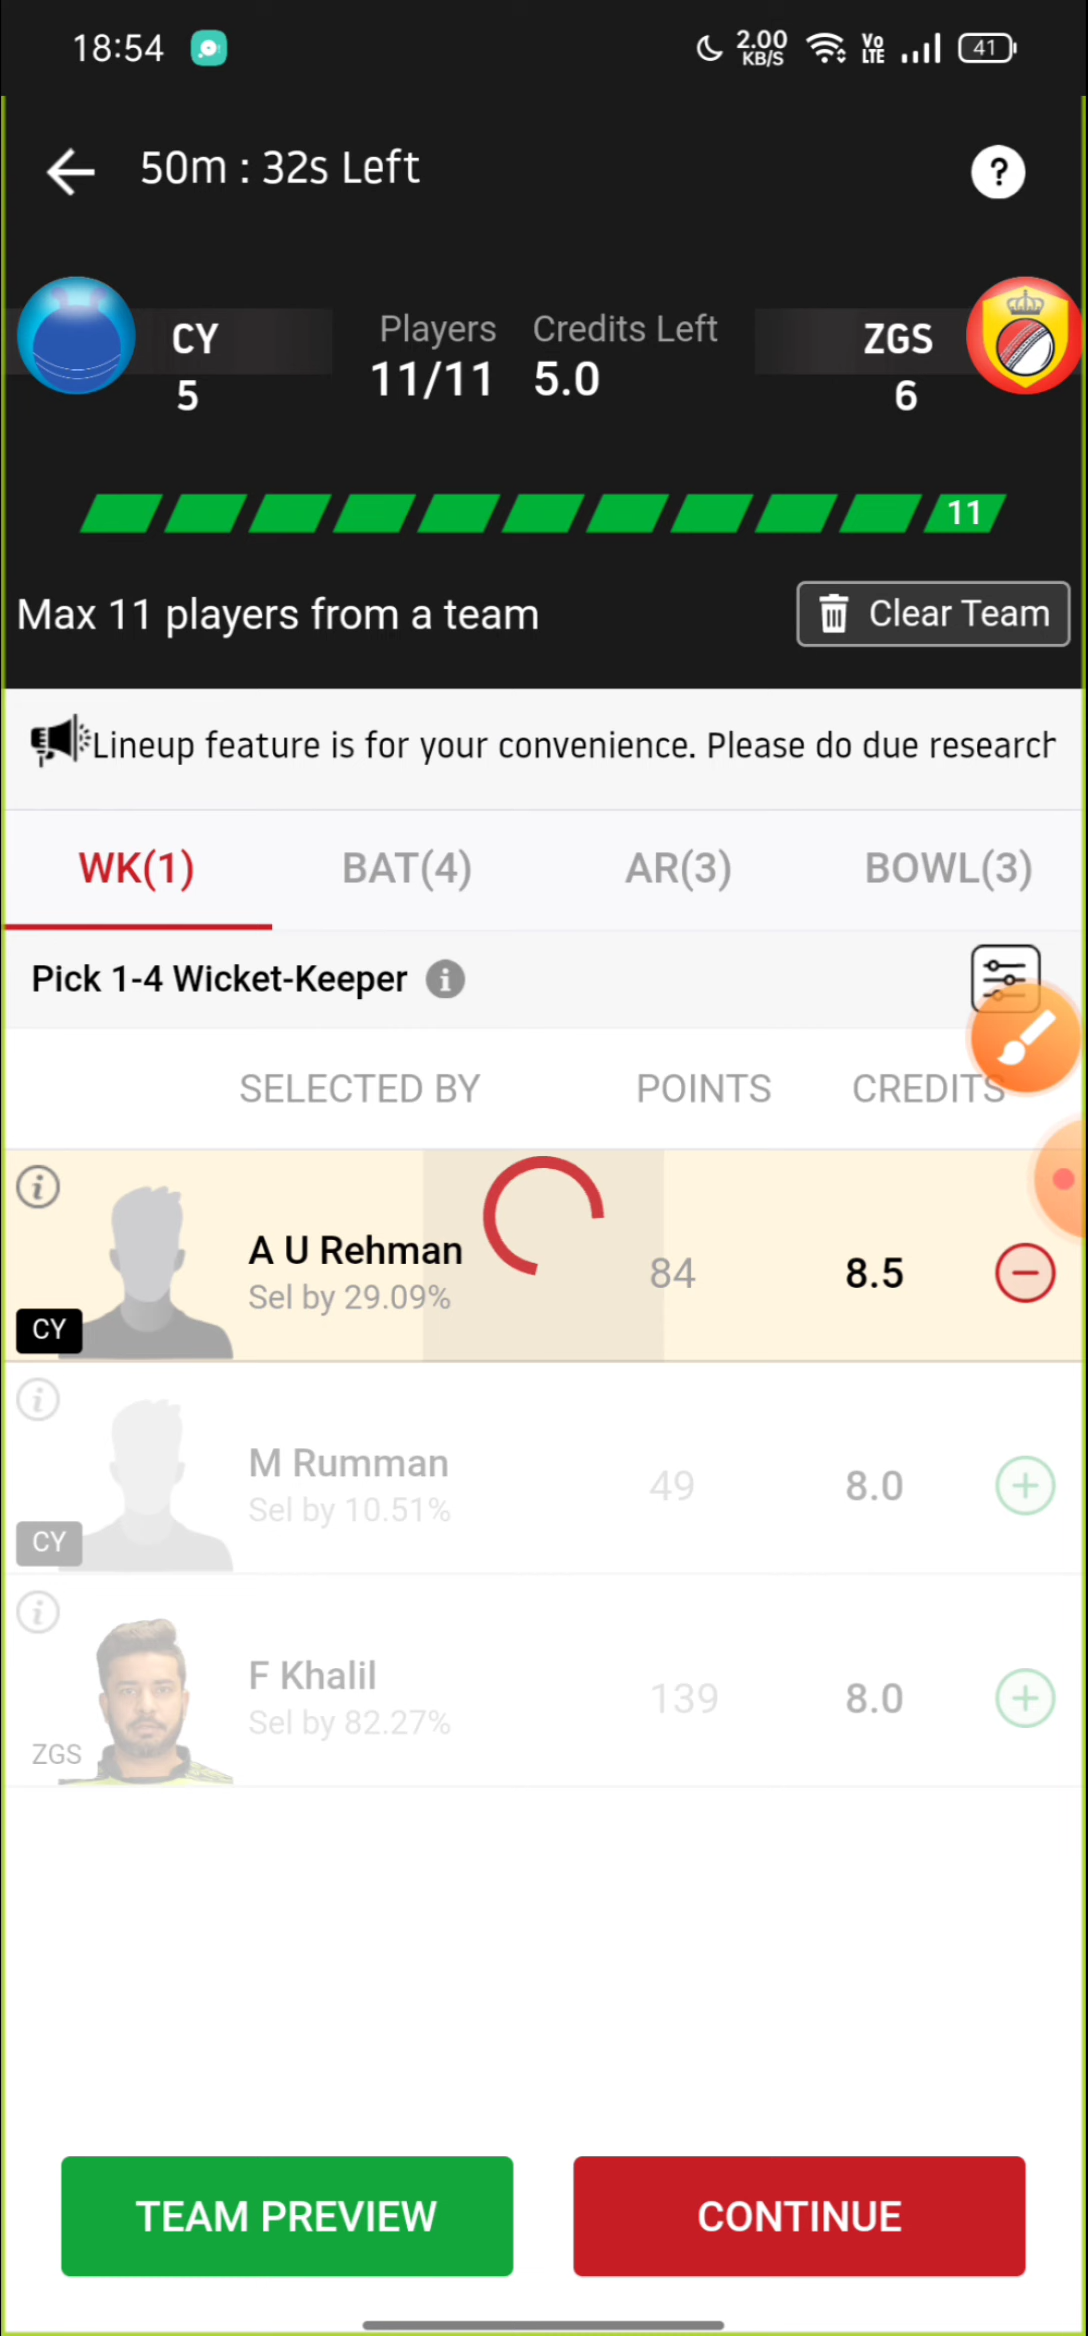 18:54
2.00 KB/S
Vo LTE
41
50m : 32s Left
?
CY
5
Players
11/11
Credits Left
5.0
ZGS
6
11
Max 11 players from a team
Clear Team
Lineup feature is for your convenience. Please do due research
WK(1)
BAT(4)
AR(3)
BOWL(3)
Pick 1-4 Wicket-Keeper
i
SELECTED BY
POINTS
CREDITS
i
A U Rehman
Sel by 29.09%
84
8.5
CY
i
M Rumman
Sel by 10.51%
49
8.0
CY
i
F Khalil
Sel by 82.27%
139
8.0
ZGS
TEAM PREVIEW
CONTINUE